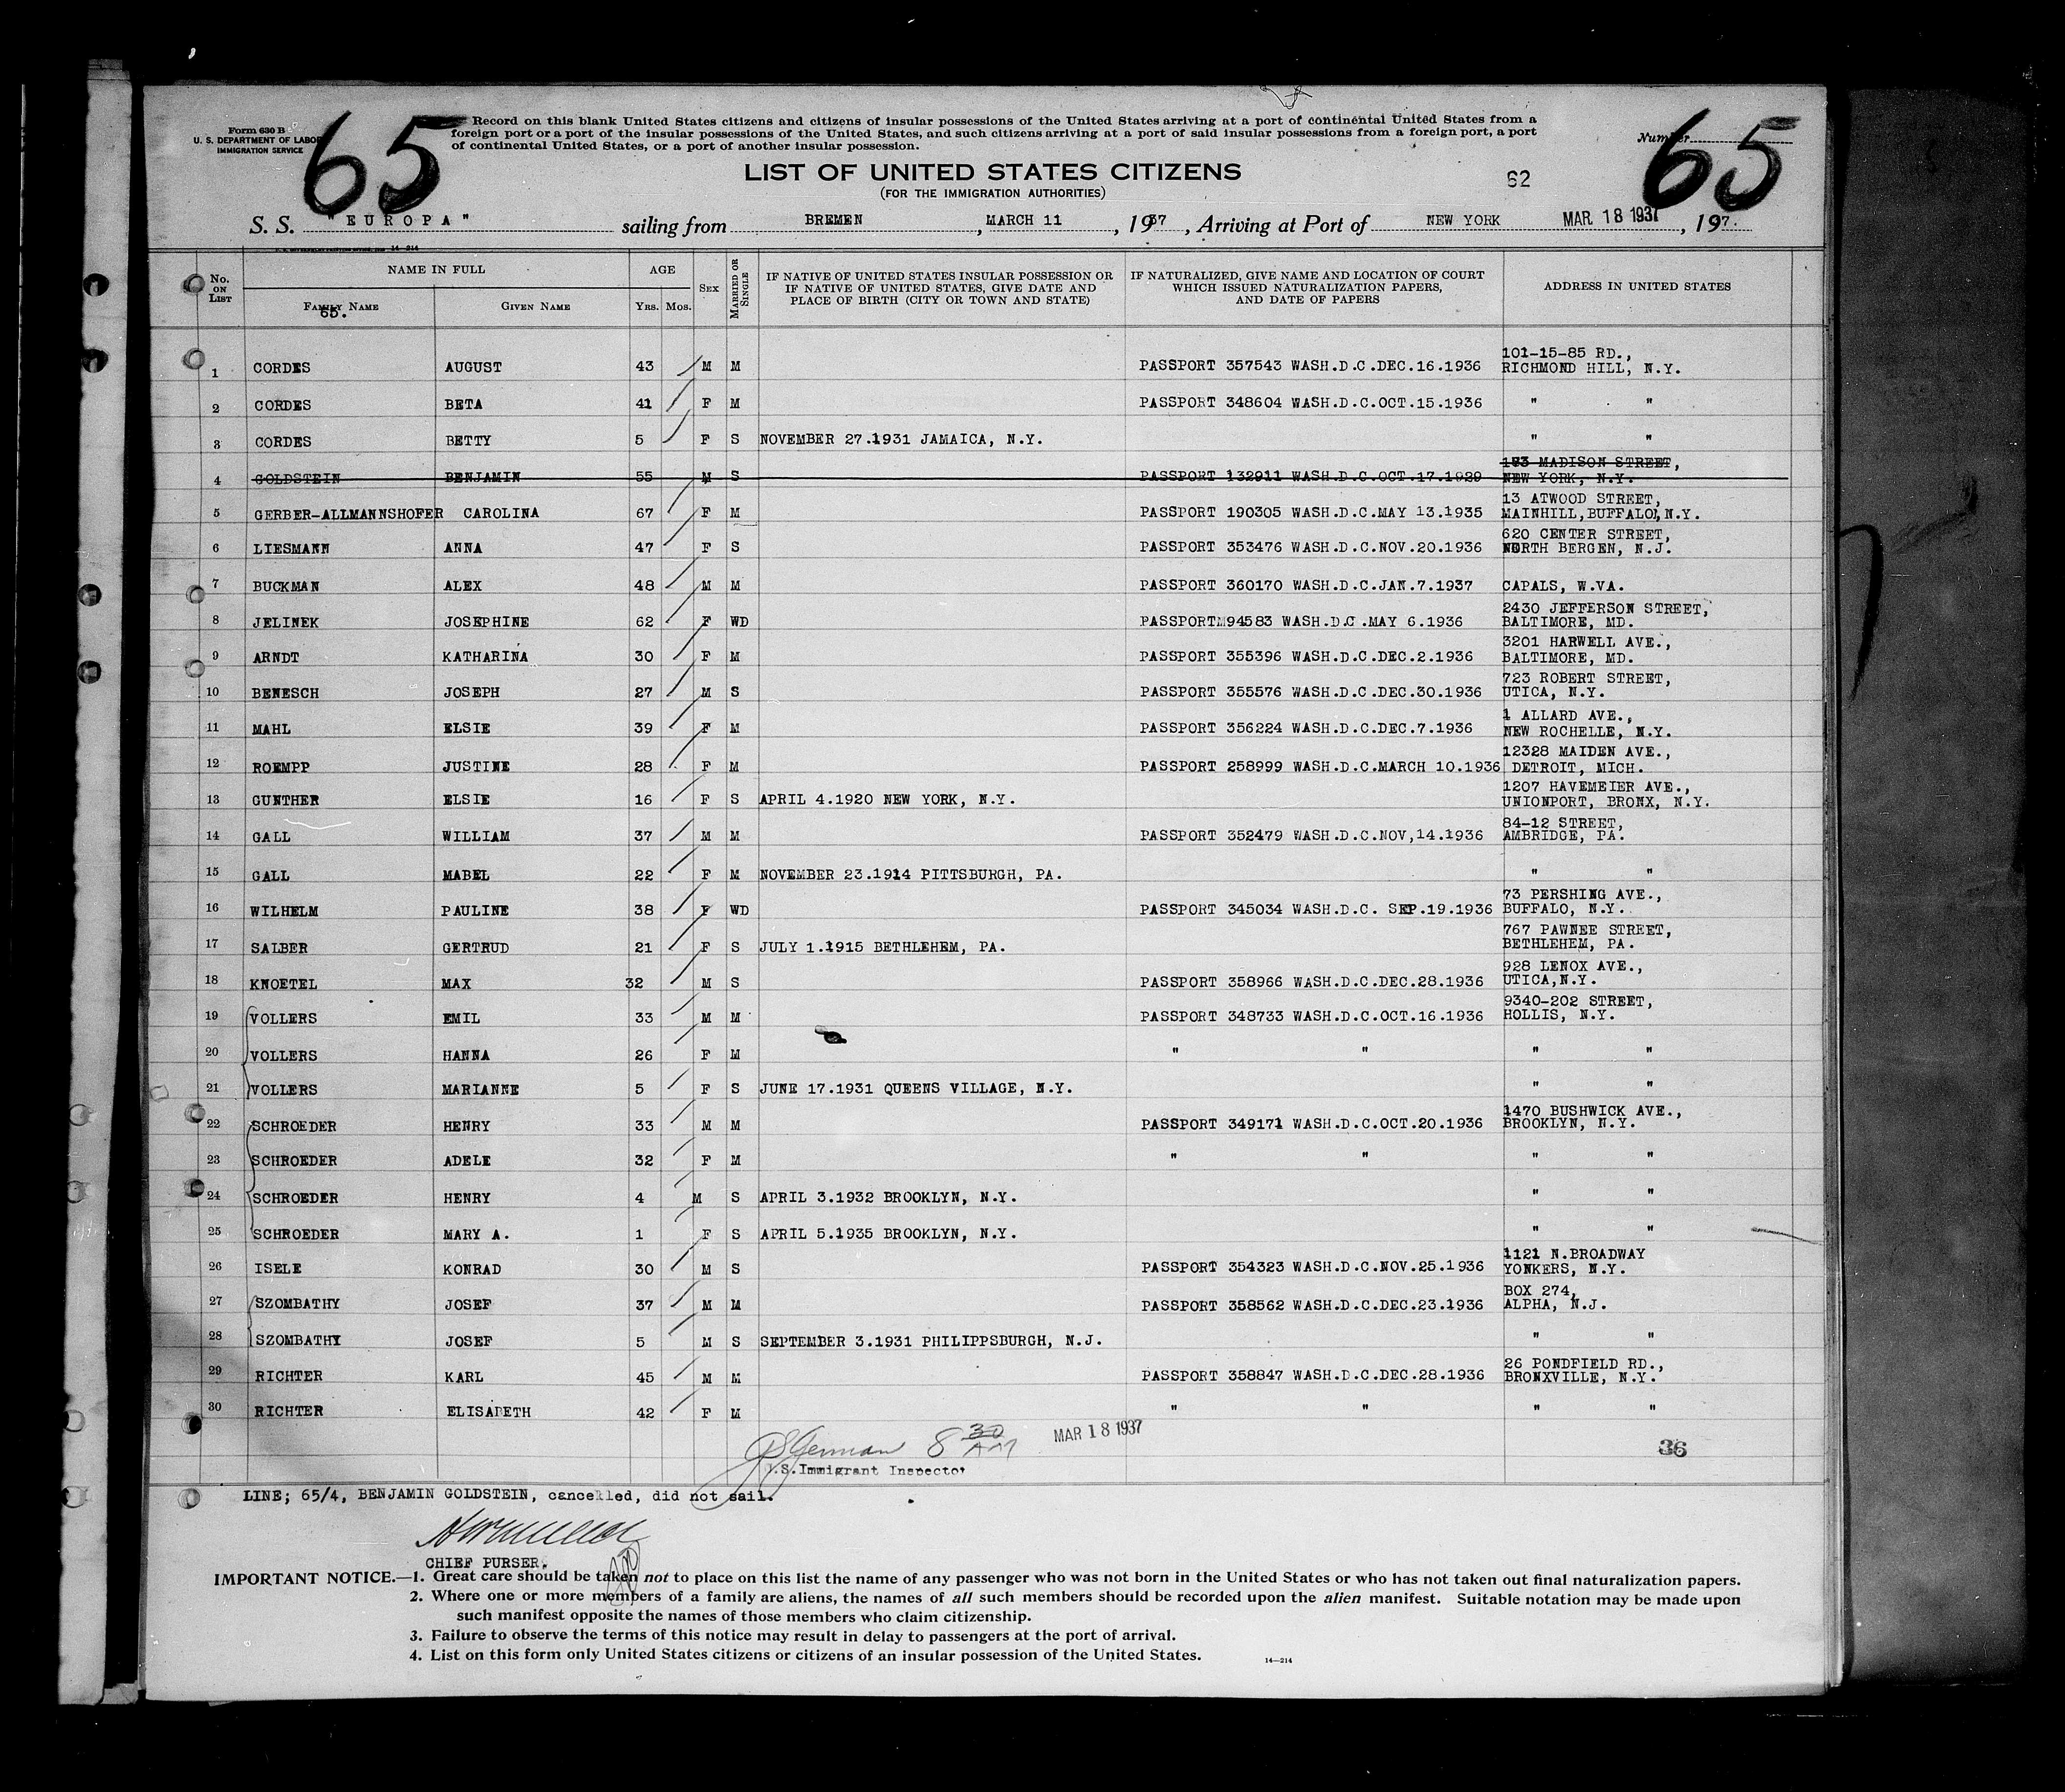 Form 630 B
U. S. DEPARTMENT OF LABOR
IMMIGRATION SERVICE
65
Record on this blank United States citizens and citizens of insular possessions of the United States arriving at a port of continental United States from a
foreign port or a port of the insular possessions of the United States, and such citizens arriving at a port of said insular possessions from a foreign port, a port
of continental United States, or a port of another insular possession.
Number
65
LIST OF UNITED STATES CITIZENS
(FOR THE IMMIGRATION AUTHORITIES)
62
S. S. "EUROPA" sailing from BREMEN, MARCH 11, 1937, Arriving at Port of NEW YORK MAR 18 1937, 197.
14-214
No. ON LIST
NAME IN FULL
FAMILY NAME
65.
GIVEN NAME
AGE
YRS. MOS.
SEX
MARRIED OR SINGLE
IF NATIVE OF UNITED STATES INSULAR POSSESSION OR
IF NATIVE OF UNITED STATES, GIVE DATE AND
PLACE OF BIRTH (CITY OR TOWN AND STATE)
IF NATURALIZED, GIVE NAME AND LOCATION OF COURT
WHICH ISSUED NATURALIZATION PAPERS,
AND DATE OF PAPERS
ADDRESS IN UNITED STATES
1 CORDES AUGUST 43 M M PASSPORT 357543 WASH.D.C.DEC.16.1936 101-15-85 RD.,
RICHMOND HILL, N.Y.
2 CORDES BETA 41 F M PASSPORT 348604 WASH.D.C.OCT.15.1936 " "
3 CORDES BETTY 5 F S NOVEMBER 27.1931 JAMAICA, N.Y. " "
4 GOLDSTEIN BENJAMIN 55 M S PASSPORT 132911 WASH.D.C.OCT.17.1929 MADISON STREET,
NEW YORK, N.Y.
5 GERBER-ALLMANNSHOFER CAROLINA 67 F M PASSPORT 190305 WASH.D.C.MAY 13.1935 13 ATWOOD STREET,
MAINHILL,BUFFALO,N.Y.
6 LIESMANN ANNA 47 F S PASSPORT 353476 WASH.D.C.NOV.20.1936 620 CENTER STREET,
NORTH BERGEN, N.J.
7 BUCKMAN ALEX 48 M M PASSPORT 360170 WASH.D.C.JAN.7.1937 CAPALS, W.VA.
8 JELINEK JOSEPHINE 62 F WD PASSPORTM94583 WASH.D.C.MAY 6.1936 2430 JEFFERSON STREET,
BALTIMORE, MD.
9 ARNDT KATHARINA 30 F M PASSPORT 355396 WASH.D.C.DEC.2.1936 3201 HARWELL AVE.,
BALTIMORE, MD.
10 BENESCH JOSEPH 27 M S PASSPORT 355576 WASH.D.C.DEC.30.1936 723 ROBERT STREET,
UTICA, N.Y.
11 MAHL ELSIE 39 F M PASSPORT 356224 WASH.D.C.DEC.7.1936 1 ALLARD AVE.,
NEW ROCHELLE, N.Y.
12 ROEMPP JUSTINE 28 F M PASSPORT 258999 WASH.D.C.MARCH 10.1936 12328 MAIDEN AVE.,
DETROIT, MICH.
13 GUNTHER ELSIE 16 F S APRIL 4.1920 NEW YORK, N.Y. 1207 HAVEMEIER AVE.,
UNIONPORT, BRONX, N.Y.
14 GALL WILLIAM 37 M M PASSPORT 352479 WASH.D.C.NOV,14.1936 84-12 STREET,
AMBRIDGE, PA.
15 GALL MABEL 22 F M NOVEMBER 23.1914 PITTSBURGH, PA. " "
16 WILHELM PAULINE 38 F WD PASSPORT 345034 WASH.D.C. SEP.19.1936 73 PERSHING AVE.,
BUFFALO, N.Y.
17 SALBER GERTRUD 21 F S JULY 1.1915 BETHLEHEM, PA. 767 PAWNEE STREET,
BETHLEHEM, PA.
18 KNOETEL MAX 32 M S PASSPORT 358966 WASH.D.C.DEC.28.1936 928 LENOX AVE.,
UTICA,N.Y.
19 VOLLERS EMIL 33 M M PASSPORT 348733 WASH.D.C.OCT.16.1936 9340-202 STREET,
HOLLIS, N.Y.
20 VOLLERS HANNA 26 F M " " " "
21 VOLLERS MARIANNE 5 F S JUNE 17.1931 QUEENS VILLAGE, N.Y. " "
22 SCHROEDER HENRY 33 M M PASSPORT 349171 WASH.D.C.OCT.20.1936 1470 BUSHWICK AVE.,
BROOKLYN, N.Y.
23 SCHROEDER ADELE 32 F M " " " "
24 SCHROEDER HENRY 4 M S APRIL 3.1932 BROOKLYN, N.Y. " "
25 SCHROEDER MARY A. 1 F S APRIL 5.1935 BROOKLYN, N.Y. " "
26 ISELE KONRAD 30 M S PASSPORT 354323 WASH.D.C.NOV.25.1936 1121 N.BROADWAY
YONKERS, N.Y.
27 SZOMBATHY JOSEF 37 M M PASSPORT 358562 WASH.D.C.DEC.23.1936 BOX 274,
ALPHA, N.J.
28 SZOMBATHY JOSEF 5 M S SEPTEMBER 3.1931 PHILIPPSBURGH, N.J. " "
29 RICHTER KARL 45 M M PASSPORT 358847 WASH.D.C.DEC.28.1936 26 PONDFIELD RD.,
BRONXVILLE, N.Y.
30 RICHTER ELISABETH 42 F M " " " "
8 30 AM MAR 18 1937
36
U.S.Immigrant Inspector
LINE; 65/4, BENJAMIN GOLDSTEIN, cancelled, did not sail.
CHIEF PURSER.
IMPORTANT NOTICE.—1. Great care should be taken not to place on this list the name of any passenger who was not born in the United States or who has not taken out final naturalization papers.
2. Where one or more members of a family are aliens, the names of all such members should be recorded upon the alien manifest. Suitable notation may be made upon
such manifest opposite the names of those members who claim citizenship.
3. Failure to observe the terms of this notice may result in delay to passengers at the port of arrival.
4. List on this form only United States citizens or citizens of an insular possession of the United States.
14—214